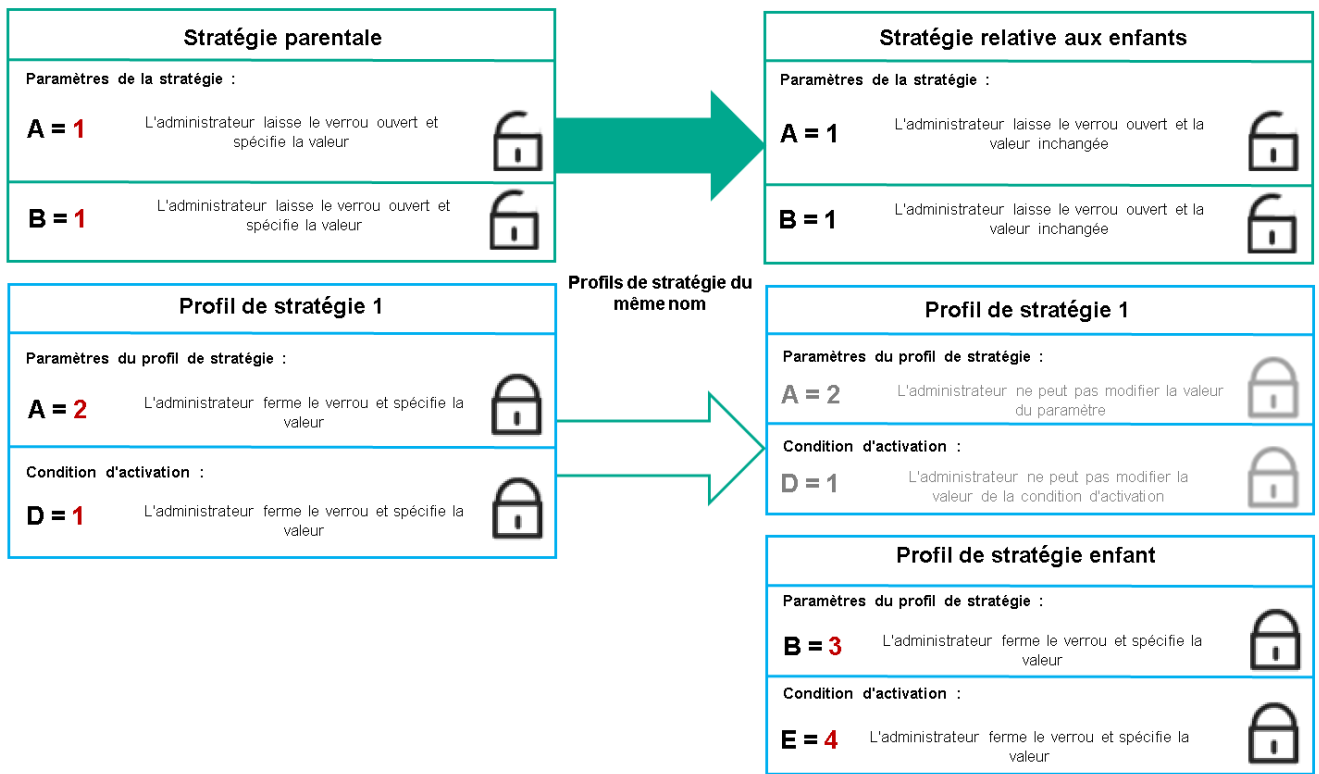 Stratégie parentale
Paramètres de la stratégie :
A = 1
L'administrateur laisse le verrou ouvert et
spécifie la valeur
B = 1
L'administrateur laisse le verrou ouvert et
spécifie la valeur
Stratégie relative aux enfants
Paramètres de la stratégie :
A = 1
L'administrateur laisse le verrou ouvert et la
valeur inchangée
B = 1
L'administrateur laisse le verrou ouvert et la
valeur inchangée
Profils de stratégie du
même nom
Profil de stratégie 1
Paramètres du profil de stratégie :
A = 2
L'administrateur ferme le verrou et spécifie la
valeur
Condition d'activation :
D = 1
L'administrateur ferme le verrou et spécifie la
valeur
Profil de stratégie 1
Paramètres du profil de stratégie :
A = 2
L'administrateur ne peut pas modifier la valeur
du paramètre
Condition d'activation :
D = 1
L'administrateur ne peut pas modifier la
valeur de la condition d'activation
Profil de stratégie enfant
Paramètres du profil de stratégie :
B = 3
L'administrateur ferme le verrou et spécifie la
valeur
Condition d'activation :
E = 4
L'administrateur ferme le verrou et spécifie la
valeur